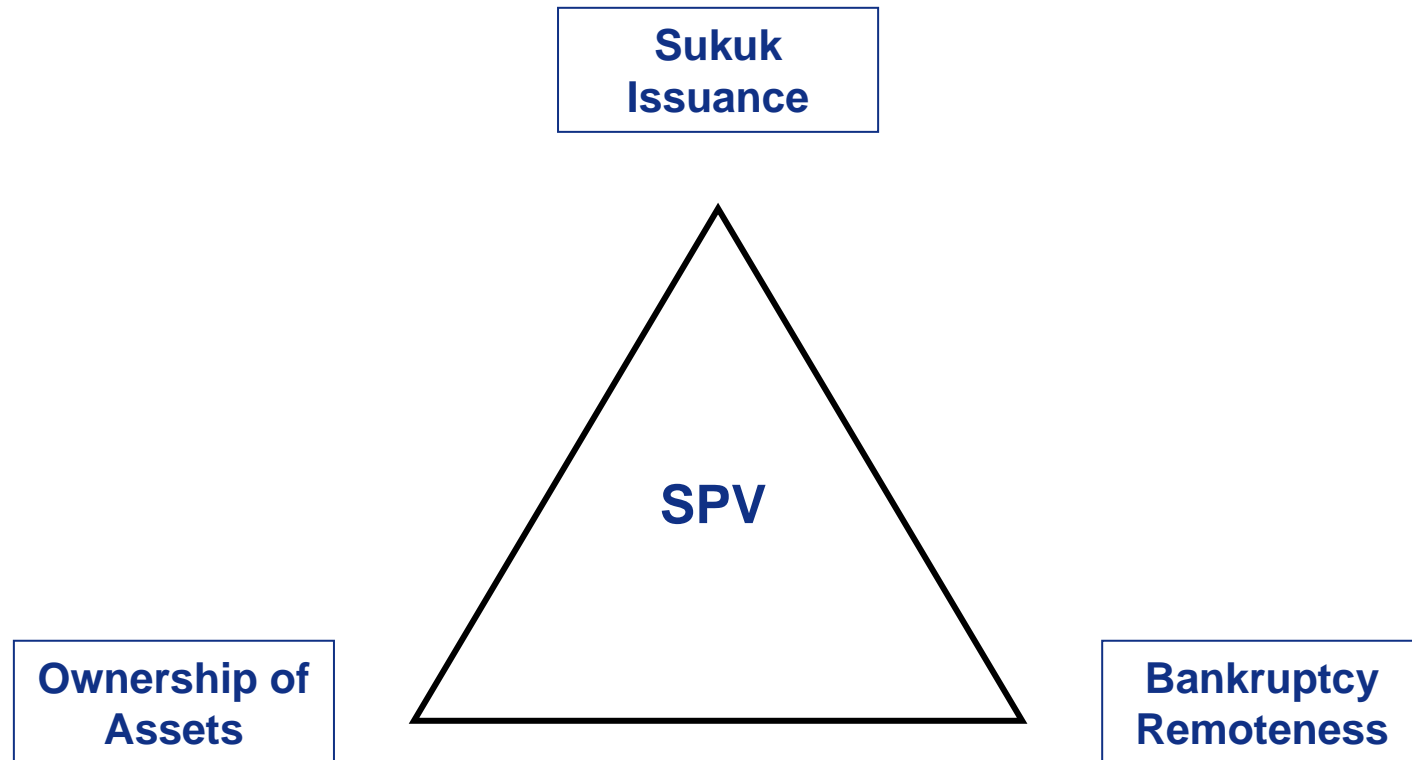 Sukuk
Issuance
SPV
Ownership of
Assets
Bankruptcy
Remoteness